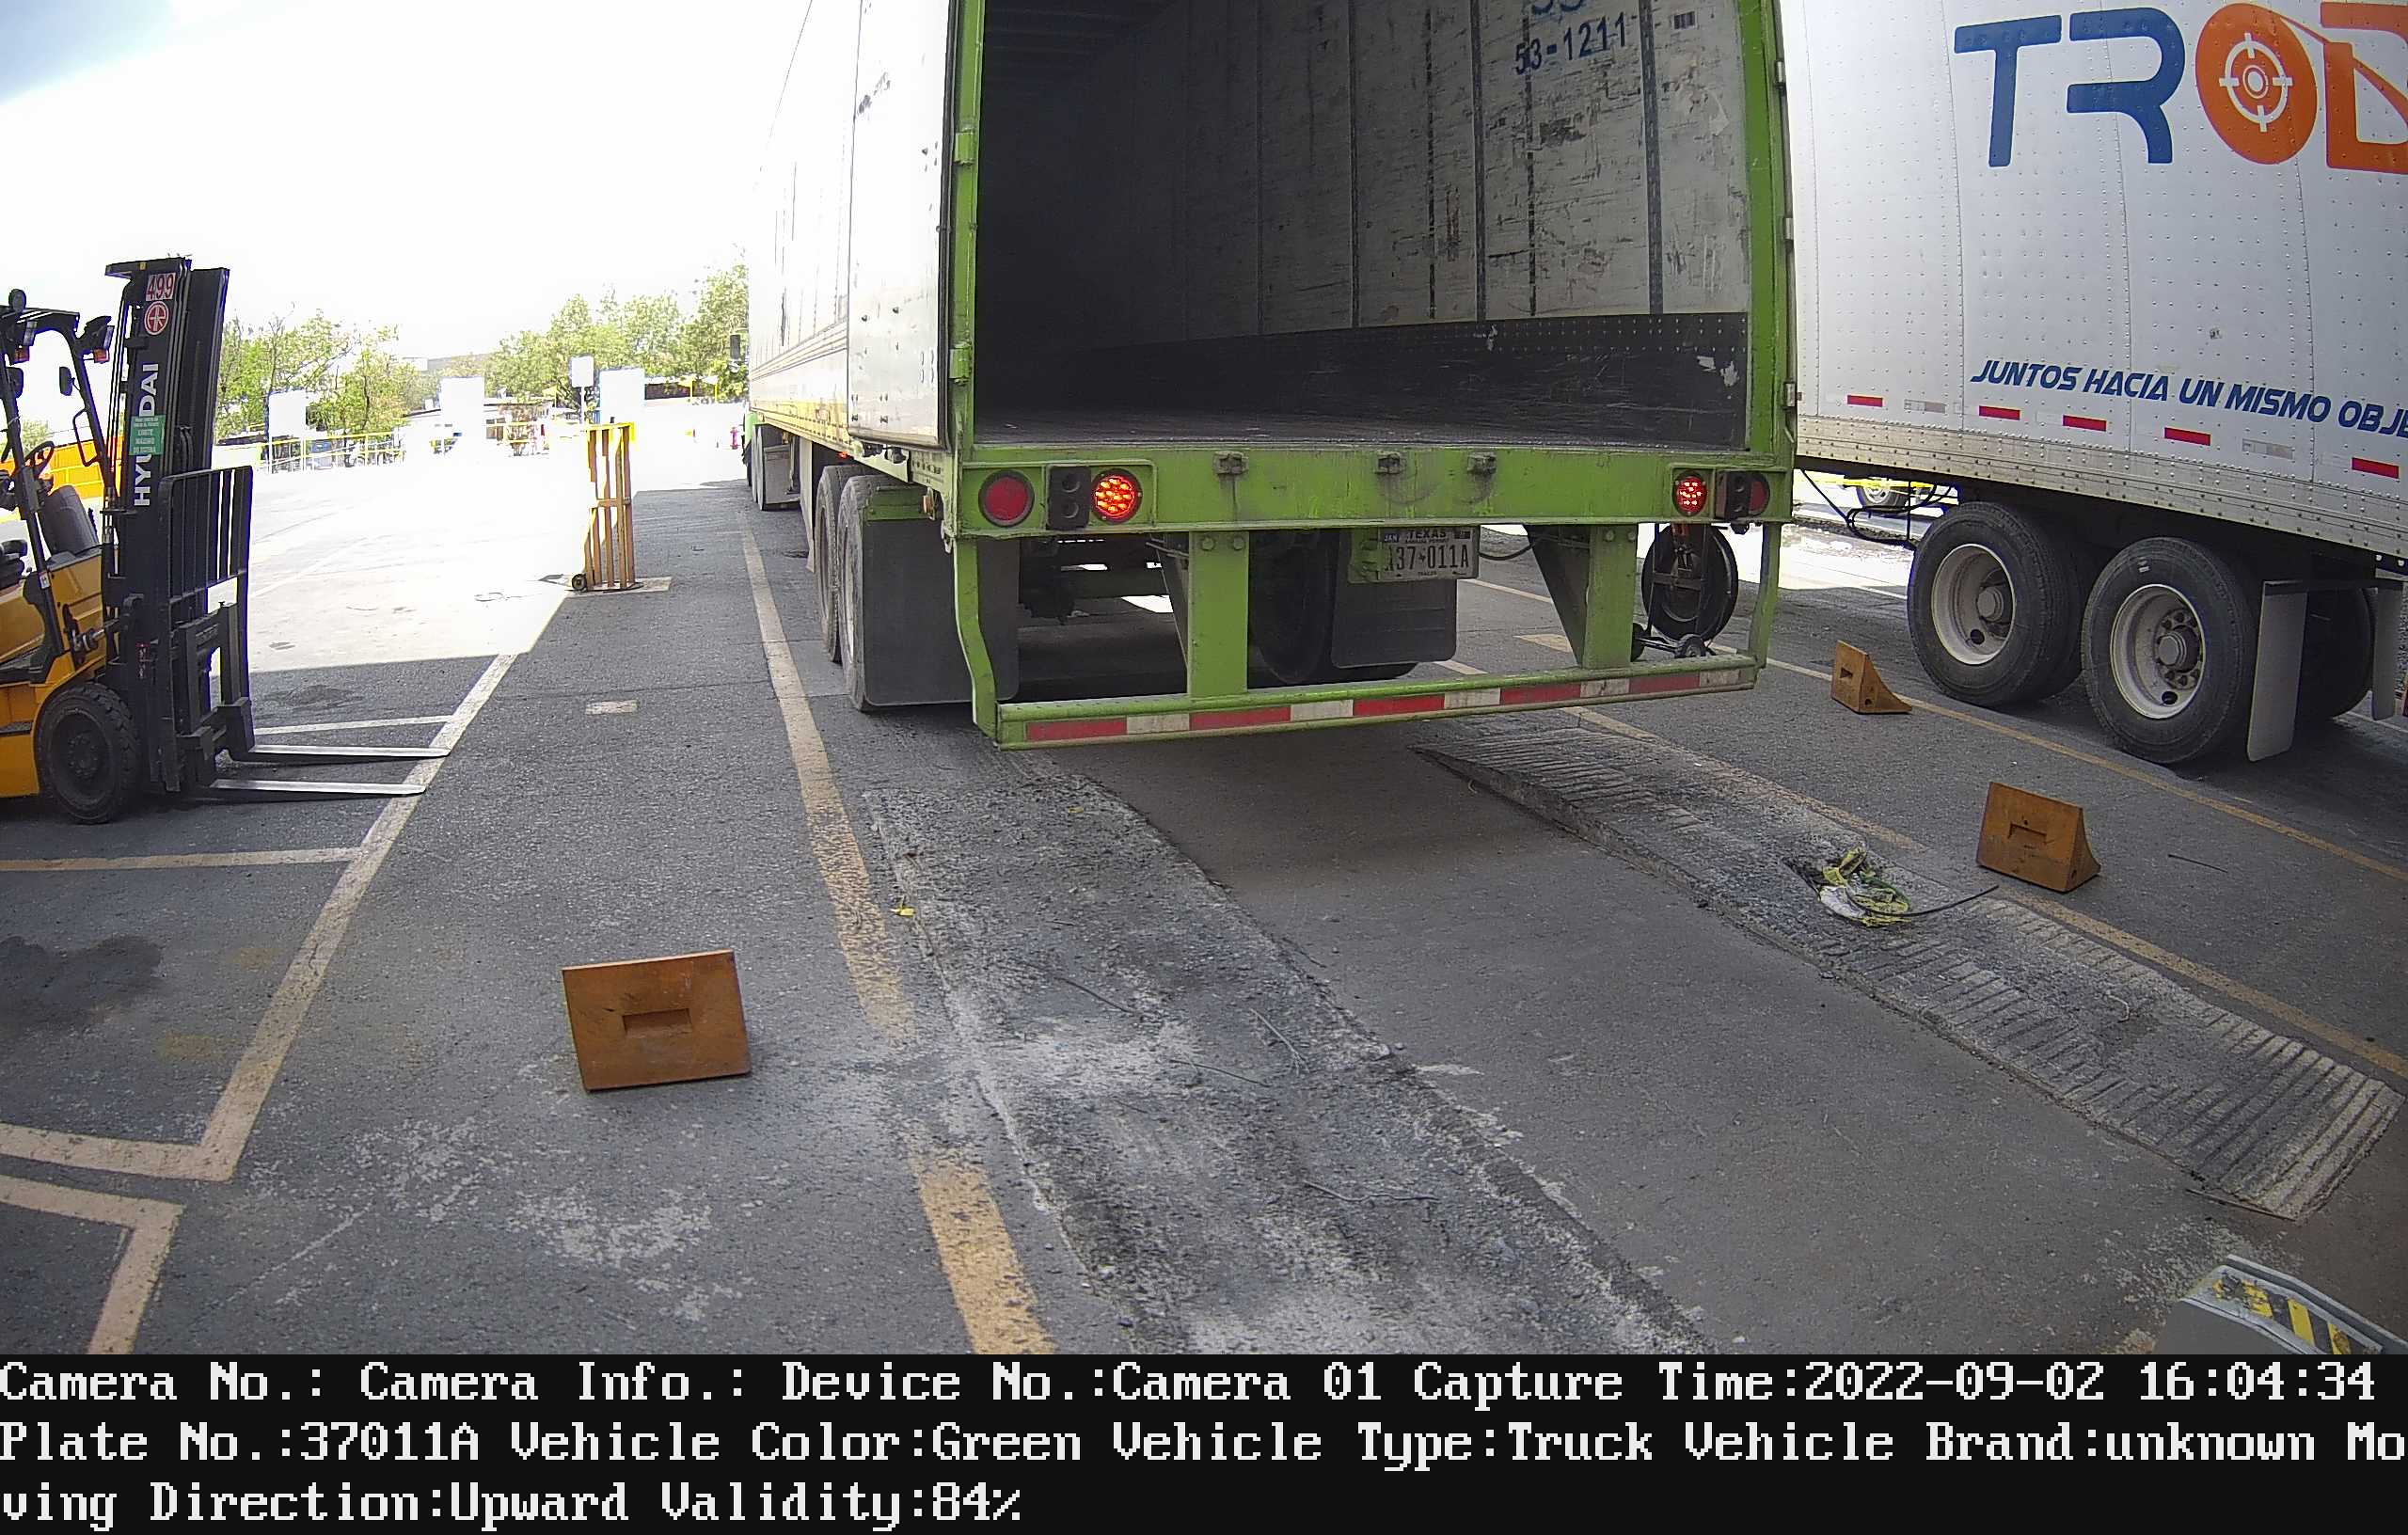 53-1211
TRO
JUNTOS HACIA UN MISMO OBJE
499
HYUNDAI
TEXAS
37*011A
Camera No.: Camera Info.: Device No.:Camera 01 Capture Time:2022-09-02 16:04:34
Plate No.:37011A Vehicle Color:Green Vehicle Type:Truck Vehicle Brand:unknown Mo
ving Direction:Upward Validity:84%